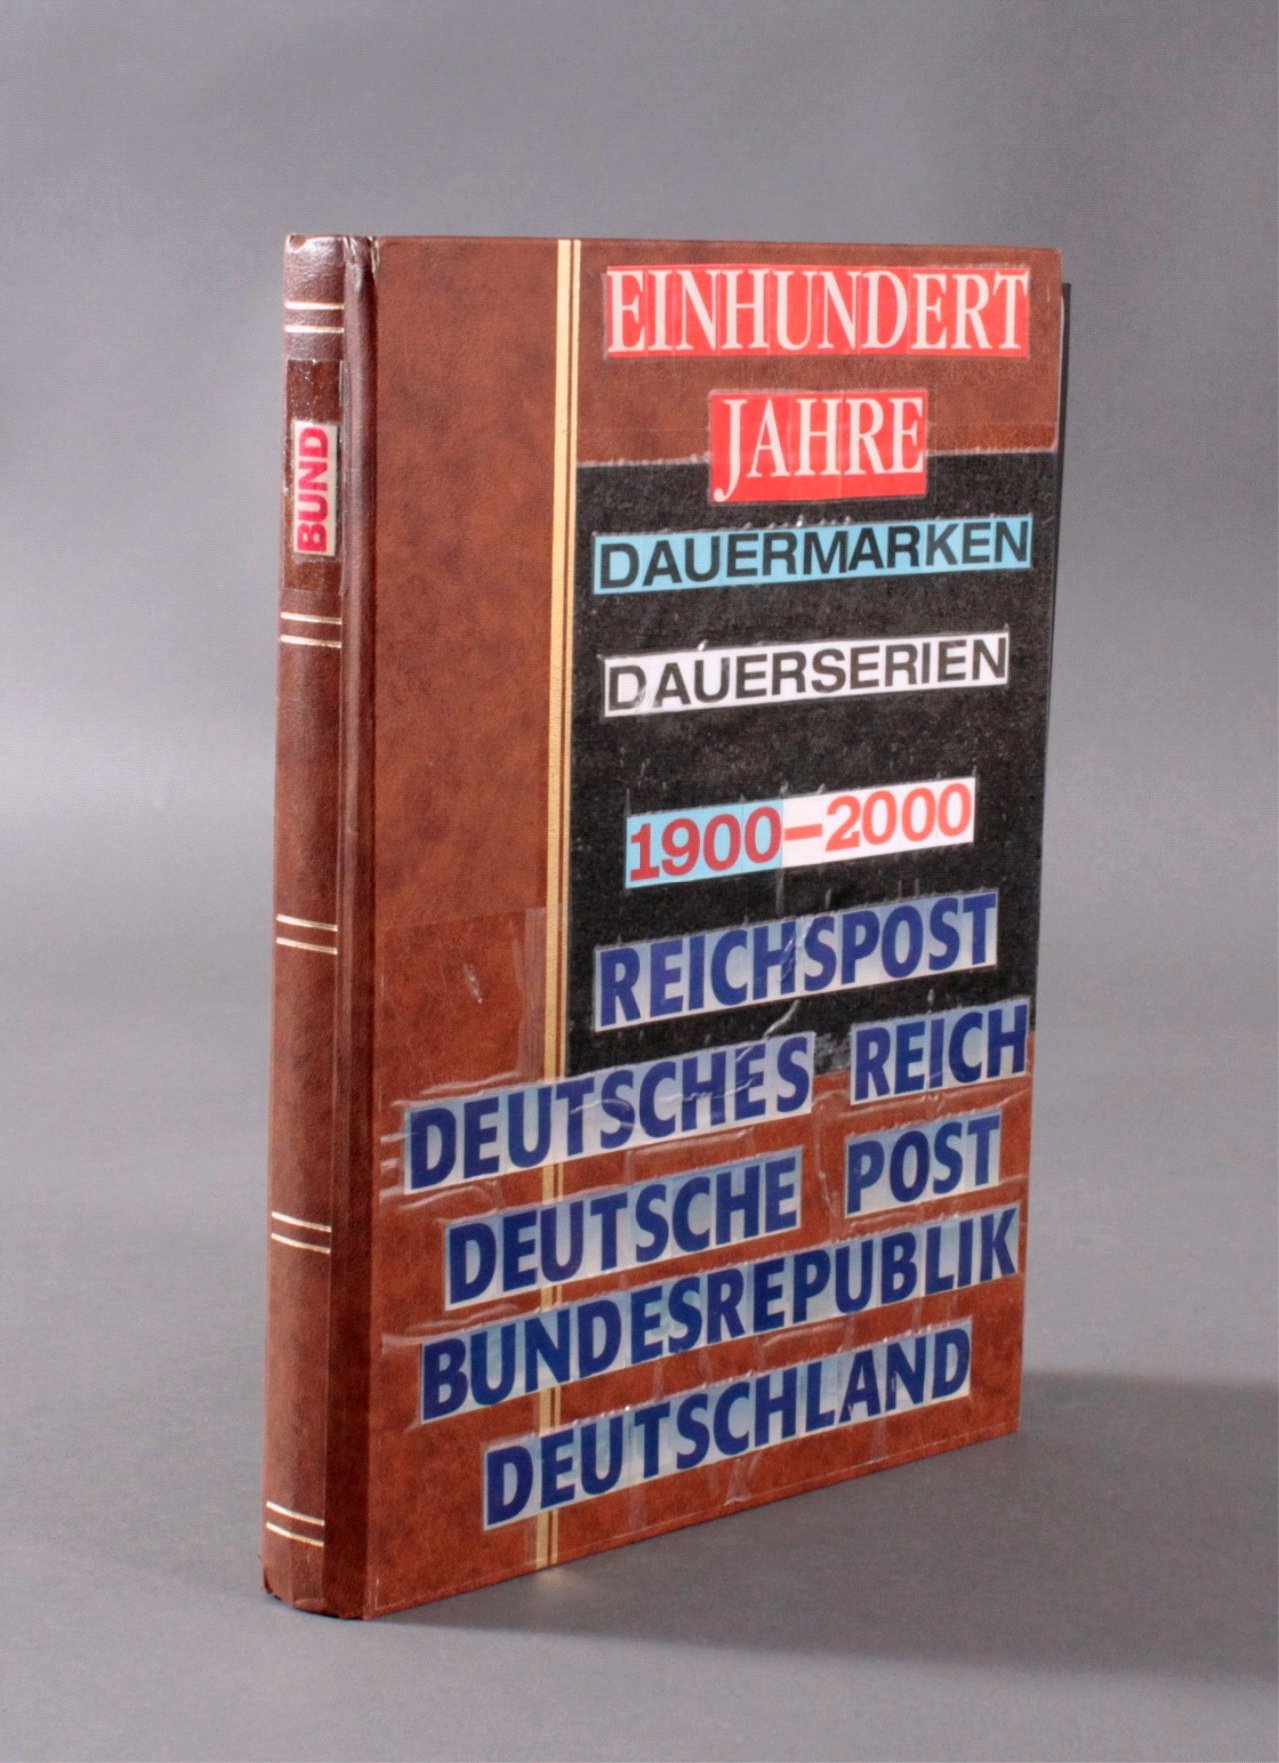 BUND
EINHUNDERT
JAHRE
DAUERMARKEN
DAUERSERIEN
1900–2000
REICHSPOST
DEUTSCHES REICH
DEUTSCHE POST
BUNDESREPUBLIK
DEUTSCHLAND